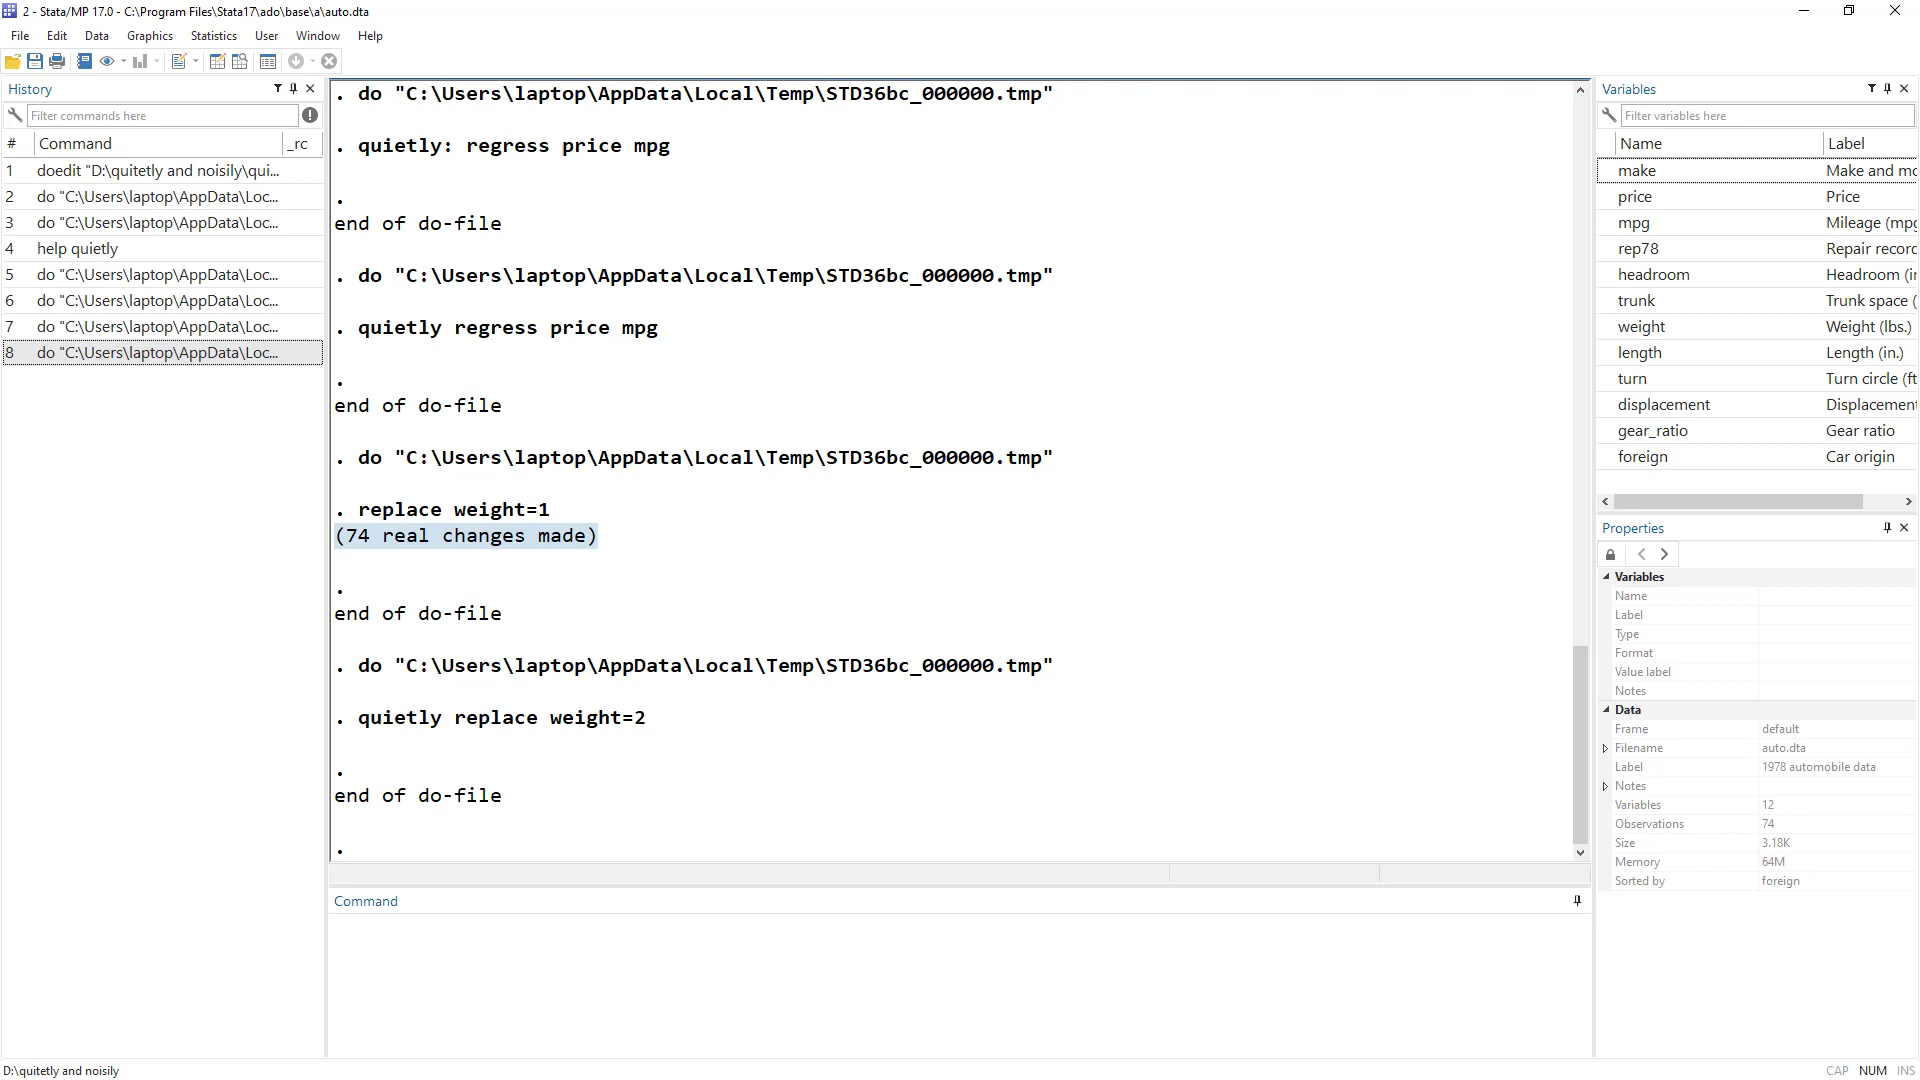 2 - Stata/MP 17.0 - C:\Program Files\Stata17\ado\base\a\auto.dta
File Edit Data Graphics Statistics User Window Help
History
Filter commands here
# Command _rc
1 doedit "D:\quitetly and noisily\qui...
2 do "C:\Users\laptop\AppData\Loc...
3 do "C:\Users\laptop\AppData\Loc...
4 help quietly
5 do "C:\Users\laptop\AppData\Loc...
6 do "C:\Users\laptop\AppData\Loc...
7 do "C:\Users\laptop\AppData\Loc...
8 do "C:\Users\laptop\AppData\Loc...
. do "C:\Users\laptop\AppData\Local\Temp\STD36bc_000000.tmp"
. quietly: regress price mpg
.
end of do-file
. do "C:\Users\laptop\AppData\Local\Temp\STD36bc_000000.tmp"
. quietly regress price mpg
.
end of do-file
. do "C:\Users\laptop\AppData\Local\Temp\STD36bc_000000.tmp"
. replace weight=1
(74 real changes made)
.
end of do-file
. do "C:\Users\laptop\AppData\Local\Temp\STD36bc_000000.tmp"
. quietly replace weight=2
.
end of do-file
.
Command
Variables
Filter variables here
Name Label
make Make and mo
price Price
mpg Mileage (mpg
rep78 Repair record
headroom Headroom (in
trunk Trunk space (
weight Weight (lbs.)
length Length (in.)
turn Turn circle (ft
displacement Displacement
gear_ratio Gear ratio
foreign Car origin
Properties
Variables
Name
Label
Type
Format
Value label
Notes
Data
Frame default
Filename auto.dta
Label 1978 automobile data
Notes
Variables 12
Observations 74
Size 3.18K
Memory 64M
Sorted by foreign
D:\quitetly and noisily
CAP NUM INS